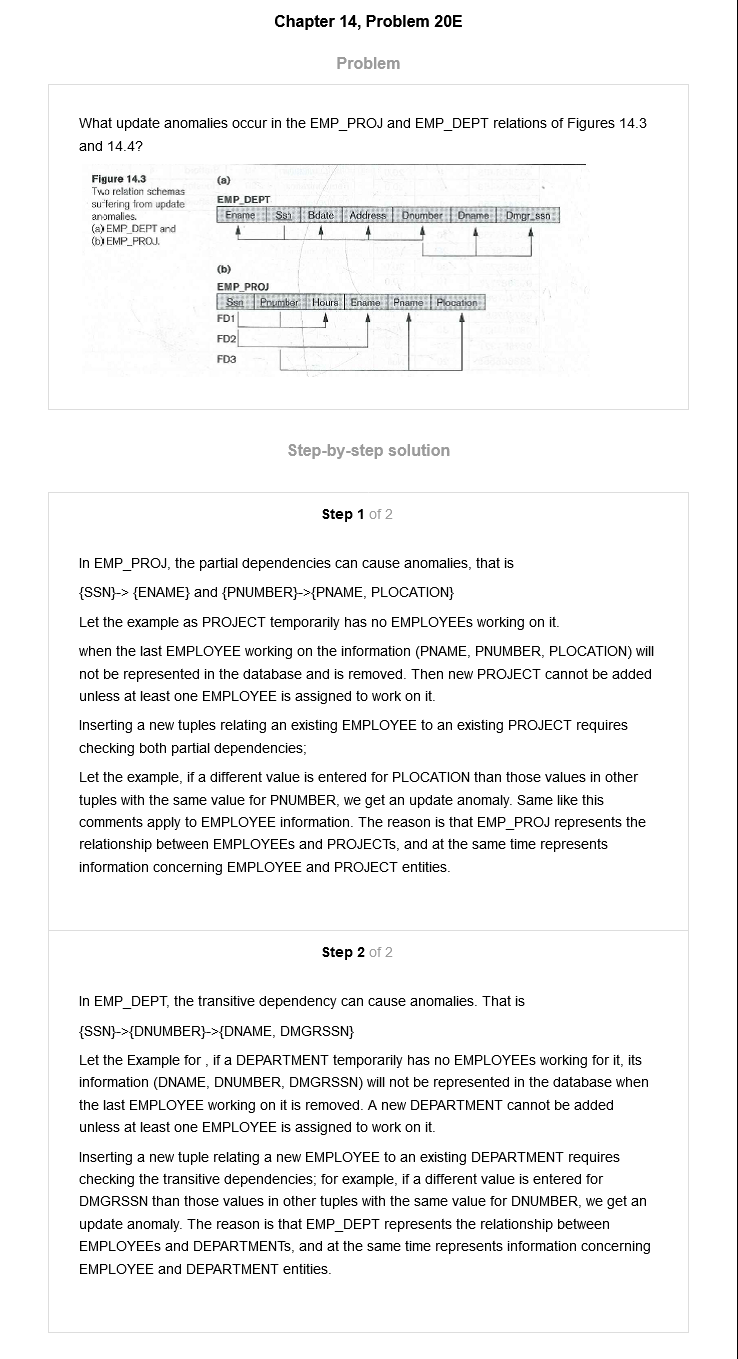 Chapter 14, Problem 20E
Problem
What update anomalies occur in the EMP_PROJ and EMP_DEPT relations of Figures 14.3
and 14.4?
Figure 14.3
Two relation schemas
suffering from update
anomalies.
(a) EMP_DEPT and
(b) EMP_PROJ.
(a)
EMP_DEPT
Ename Ssn Bdate Address Dnumber Dname Dmgr_ssn
(b)
EMP_PROJ
Ssn Pnumber Hours Ename Pname Plocation
FD1
FD2
FD3
Step-by-step solution
Step 1 of 2
In EMP_PROJ, the partial dependencies can cause anomalies, that is
{SSN}-> {ENAME} and {PNUMBER}->{PNAME, PLOCATION}
Let the example as PROJECT temporarily has no EMPLOYEEs working on it.
when the last EMPLOYEE working on the information (PNAME, PNUMBER, PLOCATION) will
not be represented in the database and is removed. Then new PROJECT cannot be added
unless at least one EMPLOYEE is assigned to work on it.
Inserting a new tuples relating an existing EMPLOYEE to an existing PROJECT requires
checking both partial dependencies;
Let the example, if a different value is entered for PLOCATION than those values in other
tuples with the same value for PNUMBER, we get an update anomaly. Same like this
comments apply to EMPLOYEE information. The reason is that EMP_PROJ represents the
relationship between EMPLOYEEs and PROJECTs, and at the same time represents
information concerning EMPLOYEE and PROJECT entities.
Step 2 of 2
In EMP_DEPT, the transitive dependency can cause anomalies. That is
{SSN}->{DNUMBER}->{DNAME, DMGRSSN}
Let the Example for , if a DEPARTMENT temporarily has no EMPLOYEEs working for it, its
information (DNAME, DNUMBER, DMGRSSN) will not be represented in the database when
the last EMPLOYEE working on it is removed. A new DEPARTMENT cannot be added
unless at least one EMPLOYEE is assigned to work on it.
Inserting a new tuple relating a new EMPLOYEE to an existing DEPARTMENT requires
checking the transitive dependencies; for example, if a different value is entered for
DMGRSSN than those values in other tuples with the same value for DNUMBER, we get an
update anomaly. The reason is that EMP_DEPT represents the relationship between
EMPLOYEEs and DEPARTMENTs, and at the same time represents information concerning
EMPLOYEE and DEPARTMENT entities.